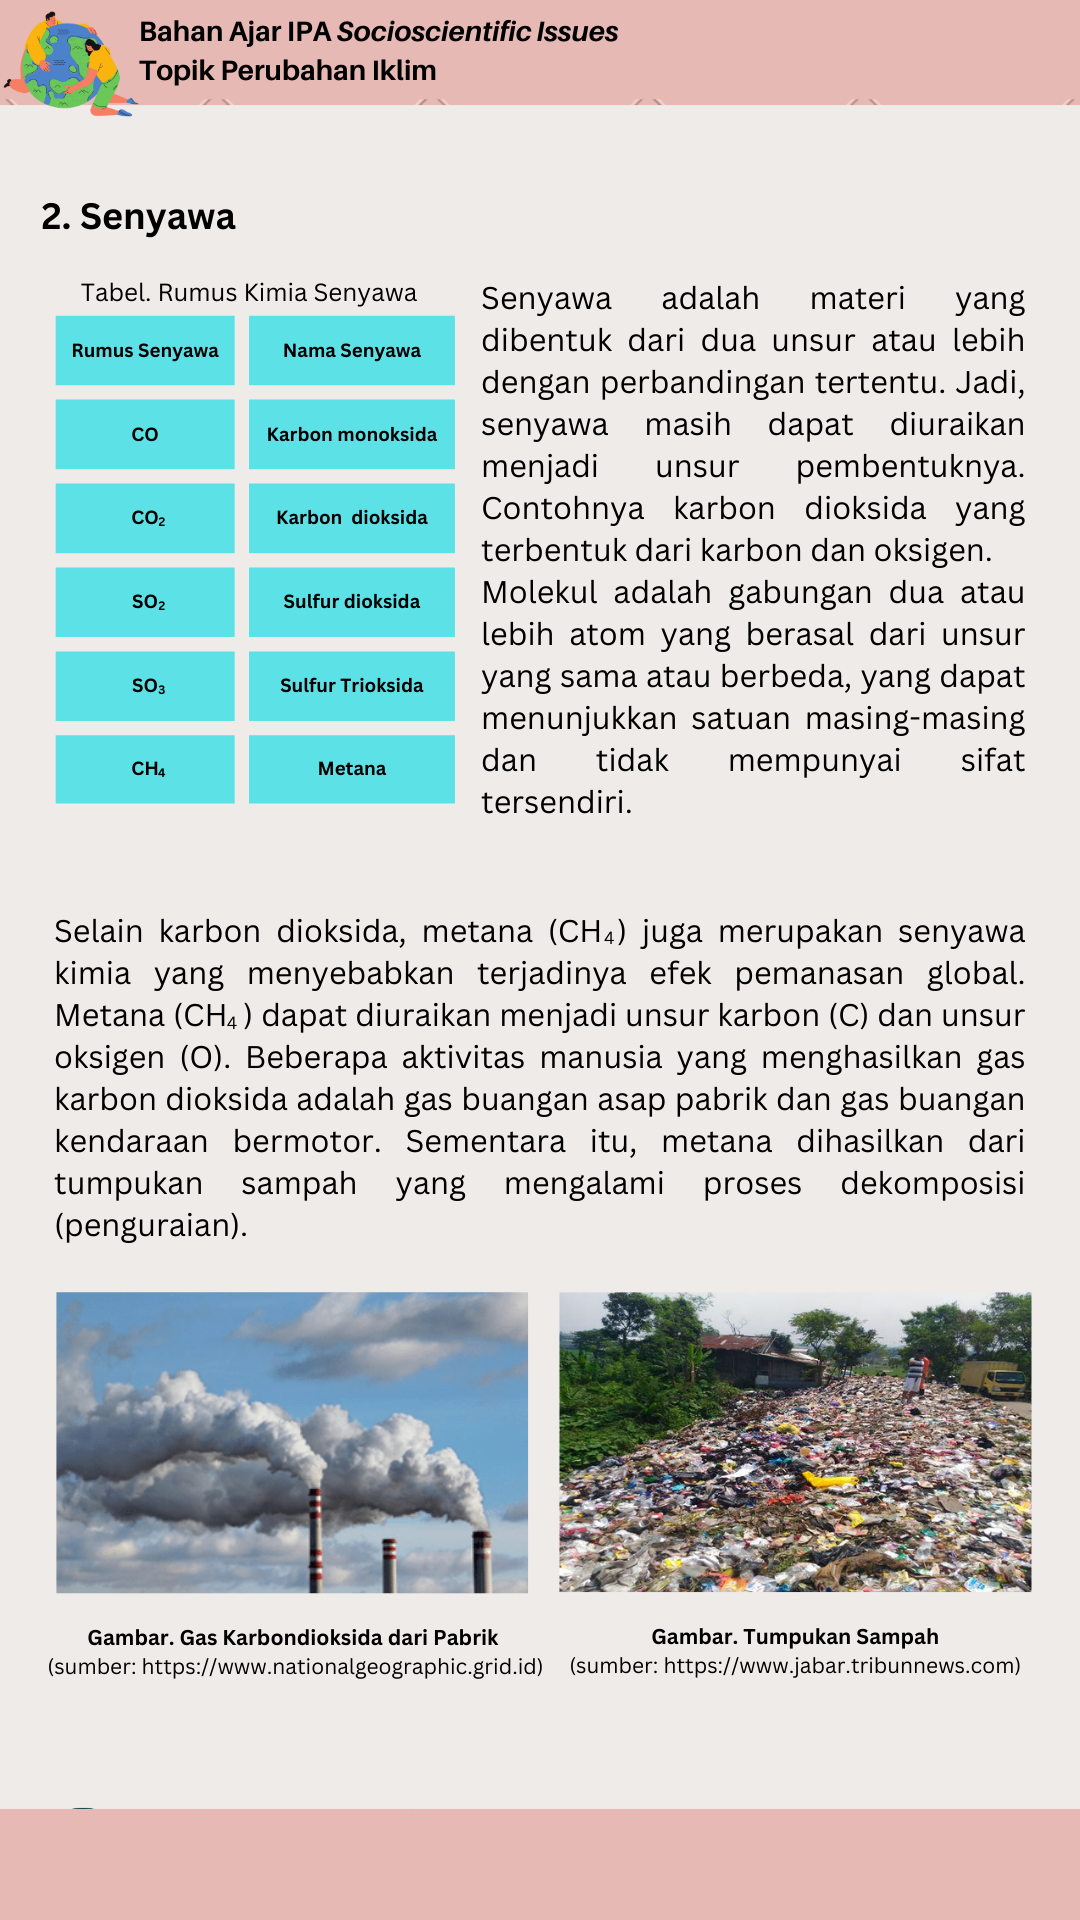 Bahan Ajar IPA Socioscientific Issues
Topik Perubahan Iklim
2. Senyawa
Tabel. Rumus Kimia Senyawa
Rumus Senyawa
Nama Senyawa
CO
Karbon monoksida
CO₂
Karbon dioksida
SO₂
Sulfur dioksida
SO₃
Sulfur Trioksida
CH₄
Metana
Senyawa adalah materi yang
dibentuk dari dua unsur atau lebih
dengan perbandingan tertentu. Jadi,
senyawa masih dapat diuraikan
menjadi unsur pembentuknya.
Contohnya karbon dioksida yang
terbentuk dari karbon dan oksigen.
Molekul adalah gabungan dua atau
lebih atom yang berasal dari unsur
yang sama atau berbeda, yang dapat
menunjukkan satuan masing-masing
dan tidak mempunyai sifat
tersendiri.
Selain karbon dioksida, metana (CH₄) juga merupakan senyawa
kimia yang menyebabkan terjadinya efek pemanasan global.
Metana (CH₄ ) dapat diuraikan menjadi unsur karbon (C) dan unsur
oksigen (O). Beberapa aktivitas manusia yang menghasilkan gas
karbon dioksida adalah gas buangan asap pabrik dan gas buangan
kendaraan bermotor. Sementara itu, metana dihasilkan dari
tumpukan sampah yang mengalami proses dekomposisi
(penguraian).
Gambar. Gas Karbondioksida dari Pabrik
(sumber: https://www.nationalgeographic.grid.id)
Gambar. Tumpukan Sampah
(sumber: https://www.jabar.tribunnews.com)